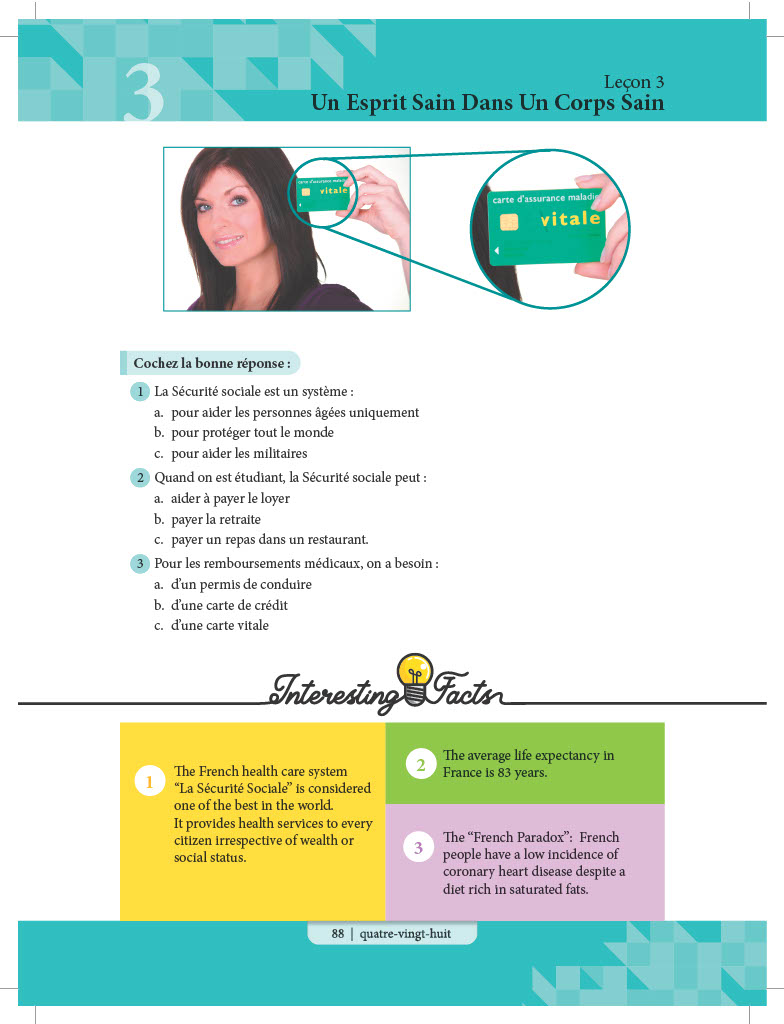 3
Leçon 3
Un Esprit Sain Dans Un Corps Sain
carte d'assurance maladie
vitale
carte d'assurance maladie
vitale
Cochez la bonne réponse :
1 La Sécurité sociale est un système :
a. pour aider les personnes âgées uniquement
b. pour protéger tout le monde
c. pour aider les militaires
2 Quand on est étudiant, la Sécurité sociale peut :
a. aider à payer le loyer
b. payer la retraite
c. payer un repas dans un restaurant.
3 Pour les remboursements médicaux, on a besoin :
a. d’un permis de conduire
b. d’une carte de crédit
c. d’une carte vitale
Interesting Facts
1
The French health care system
“La Sécurité Sociale” is considered
one of the best in the world.
It provides health services to every
citizen irrespective of wealth or
social status.
2
The average life expectancy in
France is 83 years.
3
The “French Paradox”: French
people have a low incidence of
coronary heart disease despite a
diet rich in saturated fats.
88 | quatre-vingt-huit